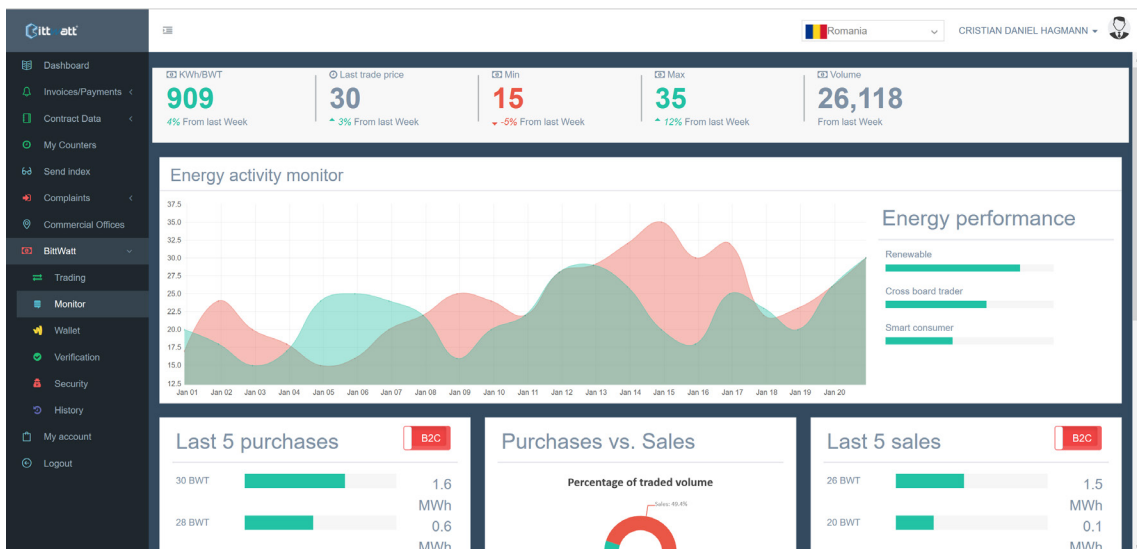 BittWatt
Romania
CRISTIAN DANIEL HAGMANN
Dashboard
Invoices/Payments
Contract Data
My Counters
Send index
Complaints
Commercial Offices
BittWatt
Trading
Monitor
Wallet
Verification
Security
History
My account
Logout
KWh/BWT
909
4% From last Week
Last trade price
30
3% From last Week
Min
15
-5% From last Week
Max
35
12% From last Week
Volume
26,118
From last Week
Energy activity monitor
37.5
35.0
32.5
30.0
27.5
25.0
22.5
20.0
17.5
15.0
12.5
Jan 01 Jan 02 Jan 03 Jan 04 Jan 05 Jan 06 Jan 07 Jan 08 Jan 09 Jan 10 Jan 11 Jan 12 Jan 13 Jan 14 Jan 15 Jan 16 Jan 17 Jan 18 Jan 19 Jan 20
Energy performance
Renewable
Cross board trader
Smart consumer
Last 5 purchases
B2C
30 BWT
1.6
MWh
28 BWT
0.6
MWh
Purchases vs. Sales
Percentage of traded volume
Sales: 49.4%
Last 5 sales
B2C
26 BWT
1.5
MWh
20 BWT
0.1
MWh